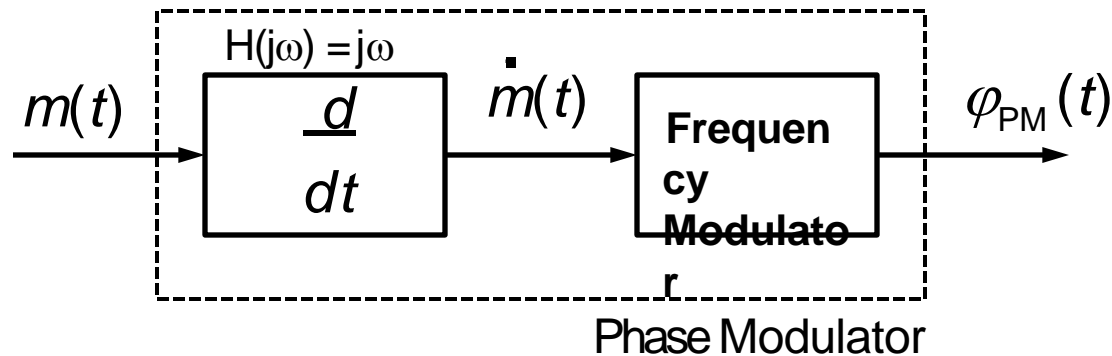 H(jω) = jω
m(t)
d
dt
ṁ(t)
Frequen
cy
Modulato
r
φPM (t)
Phase Modulator